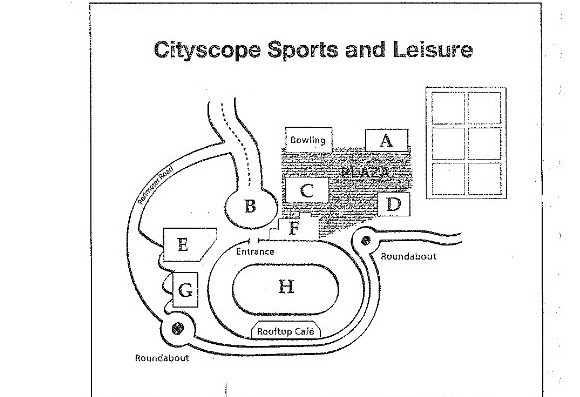 Cityscope Sports and Leisure
Bowling
A
PLAZA
C
B
D
F
E
Entrance
Roundabout
G
H
Rooftop Café
Roundabout